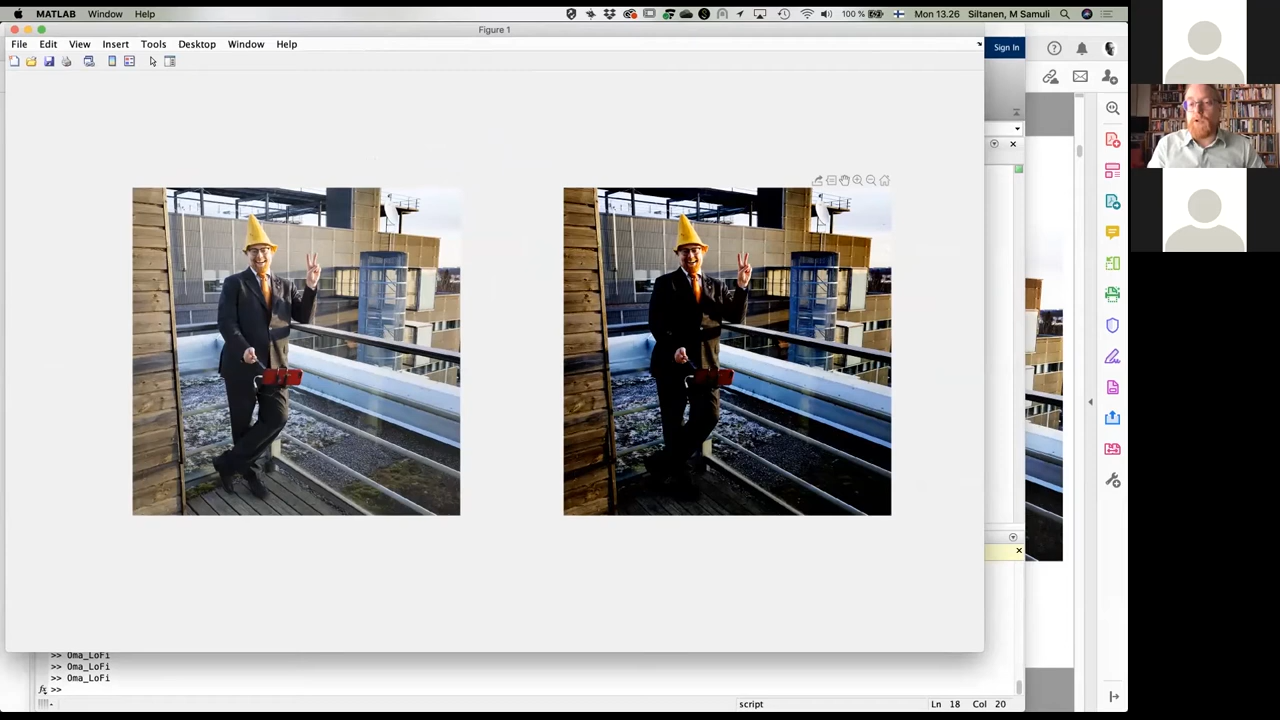 MATLAB Window Help 100 % Mon 13.26 Siltanen, M Samuli
Figure 1
File Edit View Insert Tools Desktop Window Help
Sign In
>> Oma_LoFi
>> Oma_LoFi
>> Oma_LoFi
fx >>
script Ln 18 Col 20